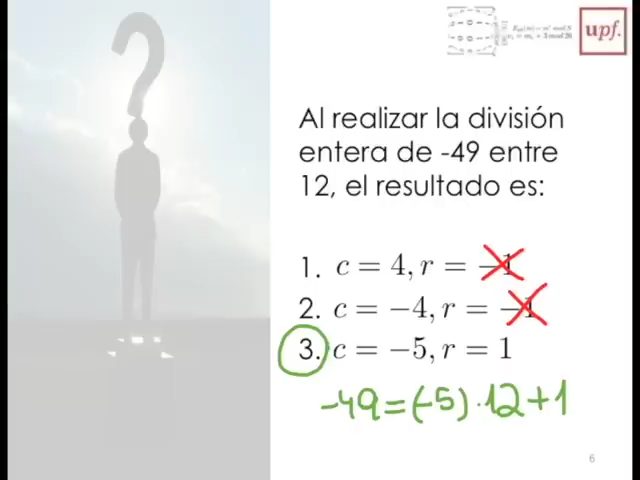 upf.
Al realizar la división
entera de -49 entre
12, el resultado es:
1. c = 4, r = −1
2. c = −4, r = −1
3. c = −5, r = 1
-49=(-5)·12+1
6